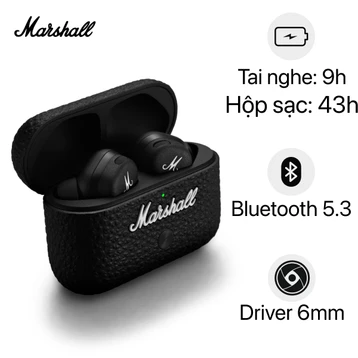 Marshall
Tai nghe: 9h
Hộp sạc: 43h
Marshall
Bluetooth 5.3
Driver 6mm